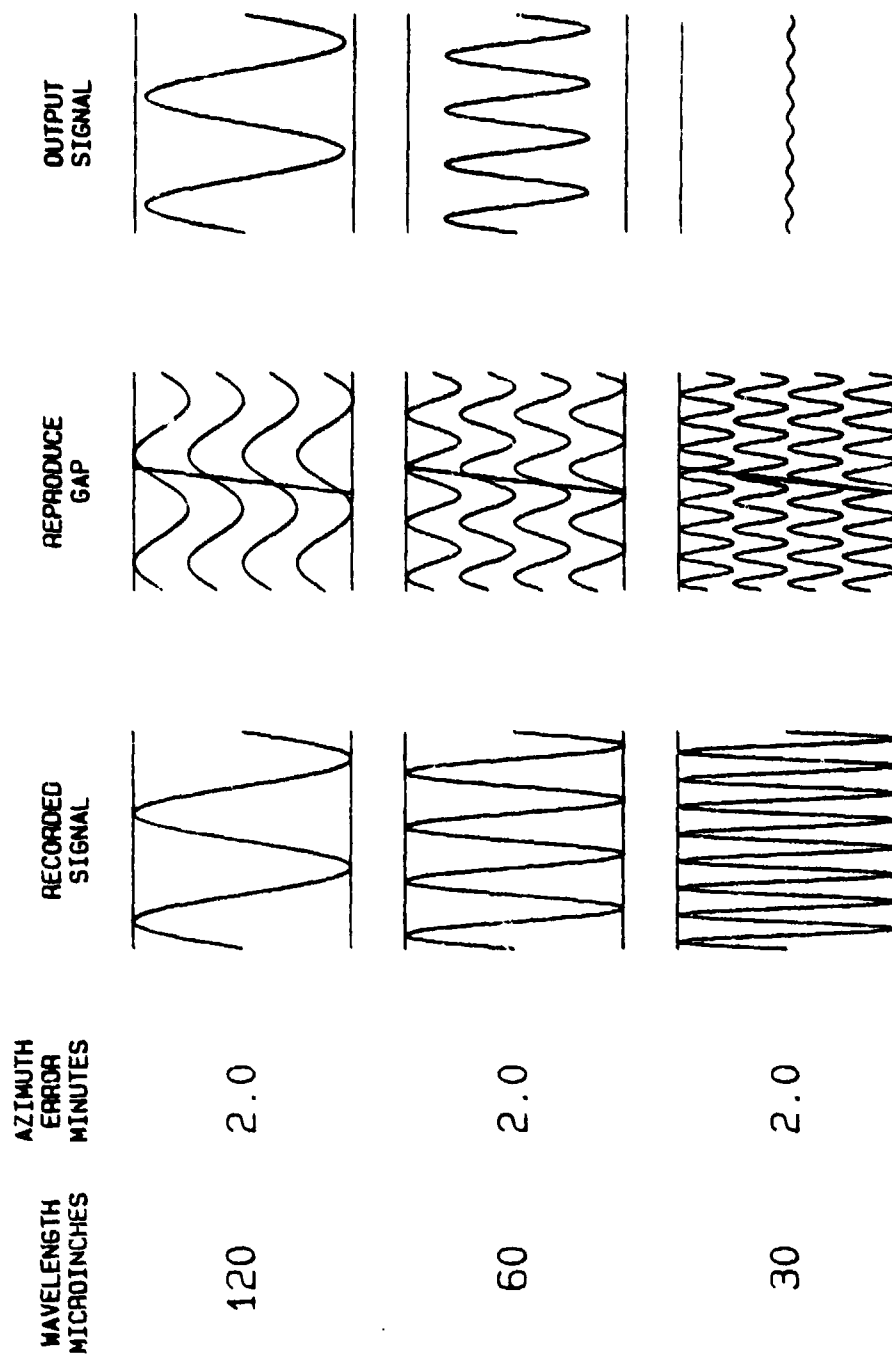 WAVELENGTH
MICROINCHES
AZIMUTH
ERROR
MINUTES
RECORDED
SIGNAL
REPRODUCE
GAP
OUTPUT
SIGNAL
120
2.0
60
2.0
30
2.0